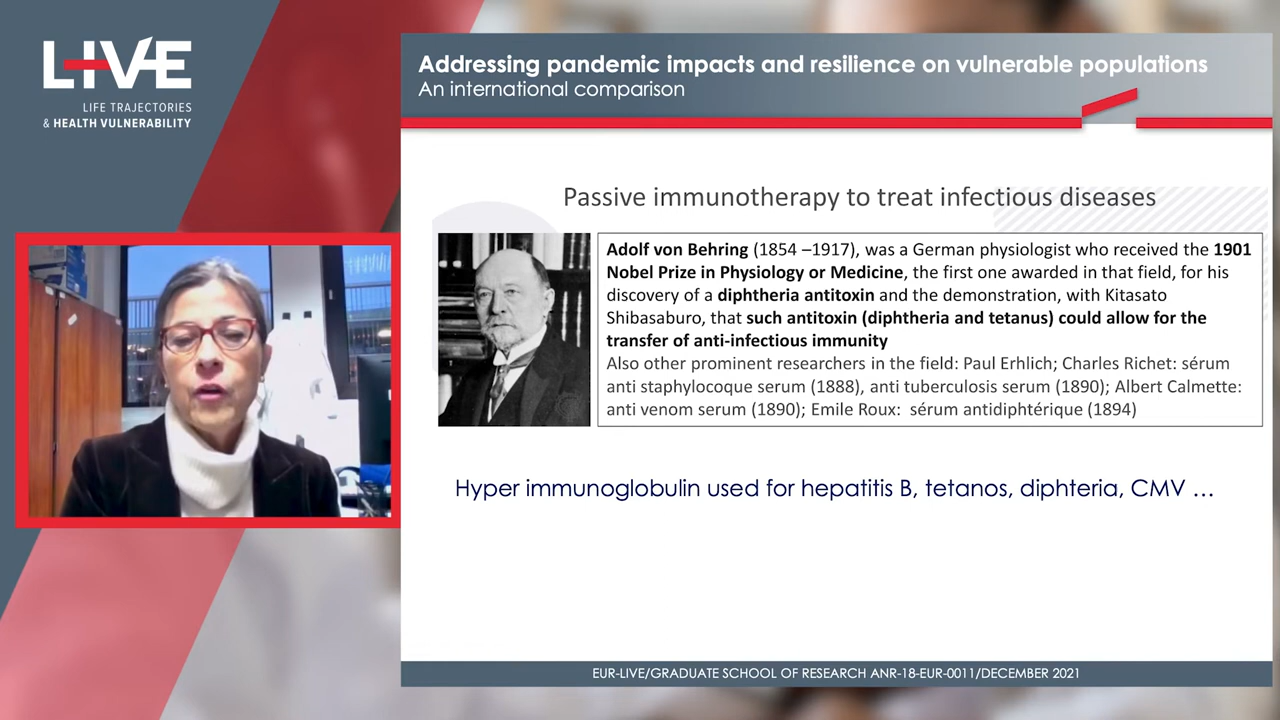 LIVE
LIFE TRAJECTORIES
& HEALTH VULNERABILITY
Addressing pandemic impacts and resilience on vulnerable populations
An international comparison
Passive immunotherapy to treat infectious diseases
Adolf von Behring (1854 –1917), was a German physiologist who received the 1901
Nobel Prize in Physiology or Medicine, the first one awarded in that field, for his
discovery of a diphtheria antitoxin and the demonstration, with Kitasato
Shibasaburo, that such antitoxin (diphtheria and tetanus) could allow for the
transfer of anti-infectious immunity
Also other prominent researchers in the field: Paul Erhlich; Charles Richet: sérum
anti staphylocoque serum (1888), anti tuberculosis serum (1890); Albert Calmette:
anti venom serum (1890); Emile Roux: sérum antidiphtérique (1894)
Hyper immunoglobulin used for hepatitis B, tetanos, diphteria, CMV …
EUR-LIVE/GRADUATE SCHOOL OF RESEARCH ANR-18-EUR-0011/DECEMBER 2021